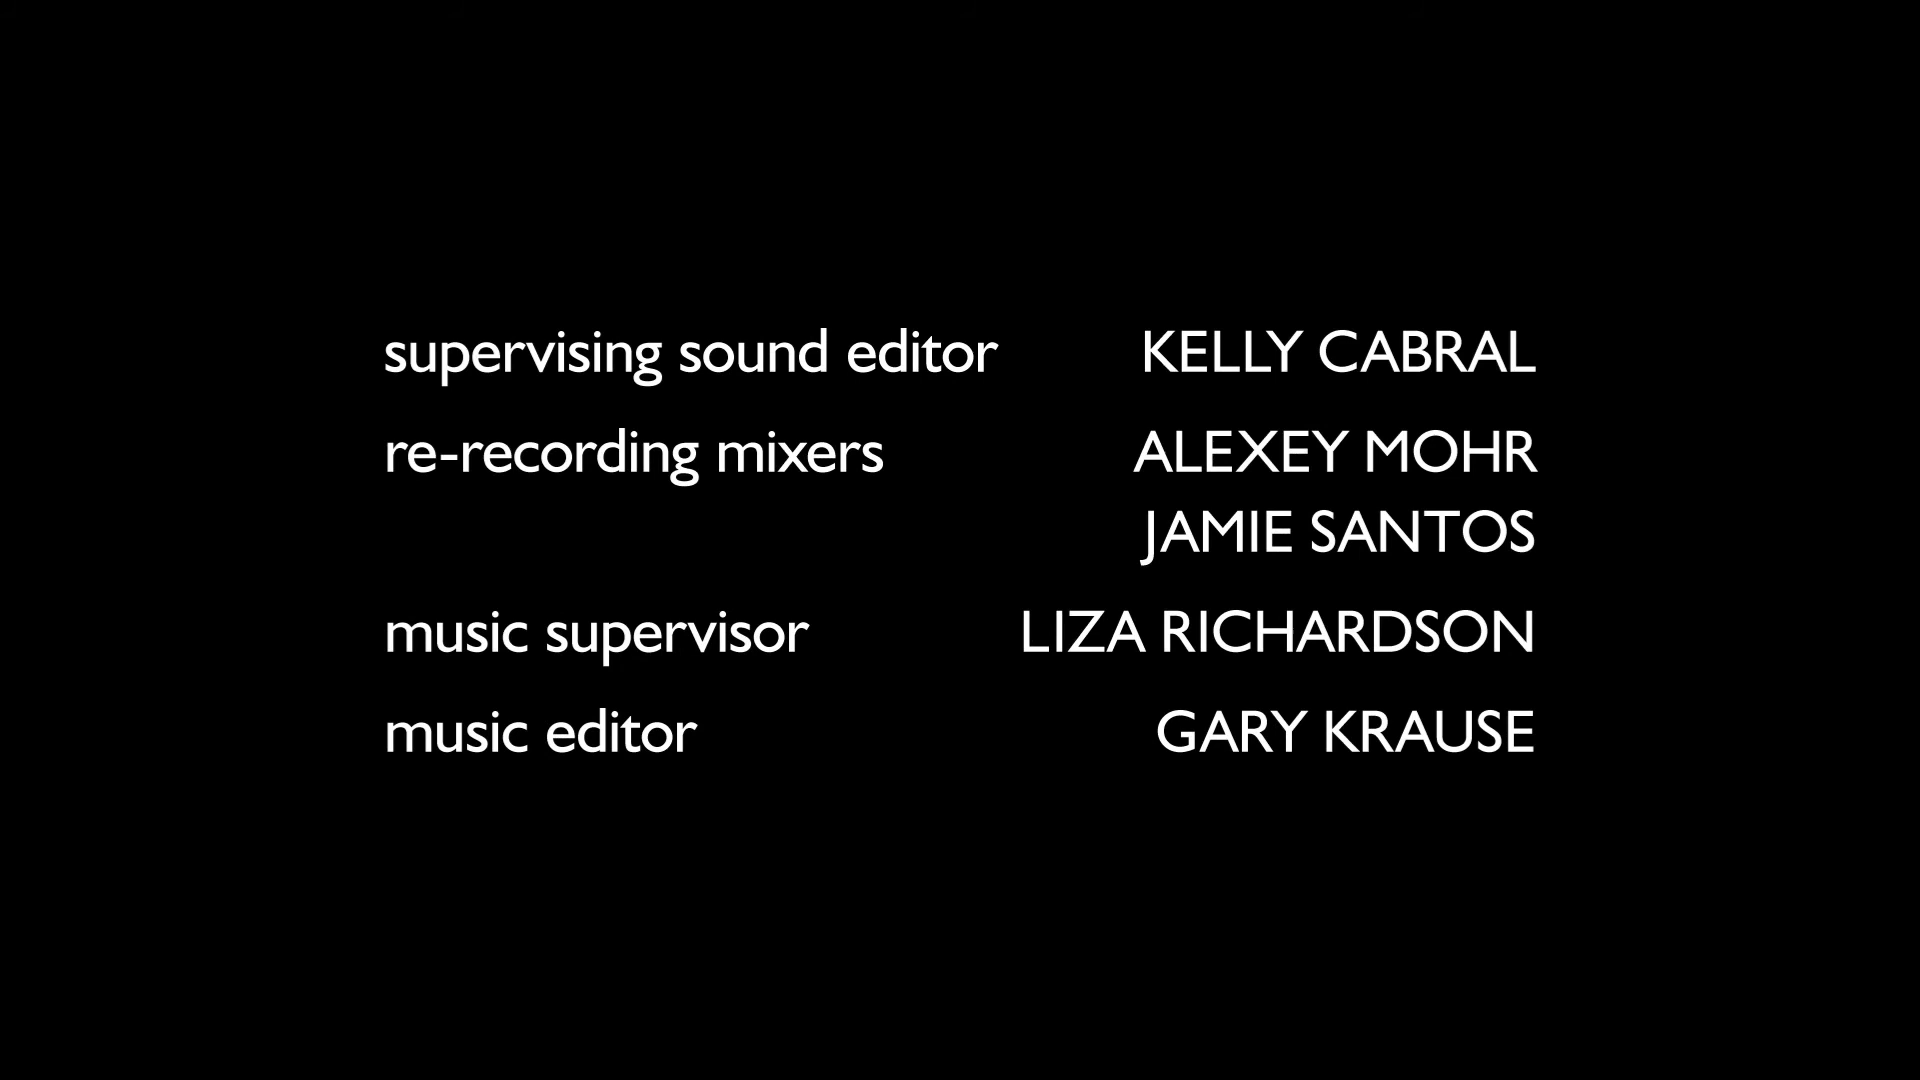 supervising sound editor KELLY CABRAL
re-recording mixers ALEXEY MOHR
JAMIE SANTOS
music supervisor LIZA RICHARDSON
music editor GARY KRAUSE